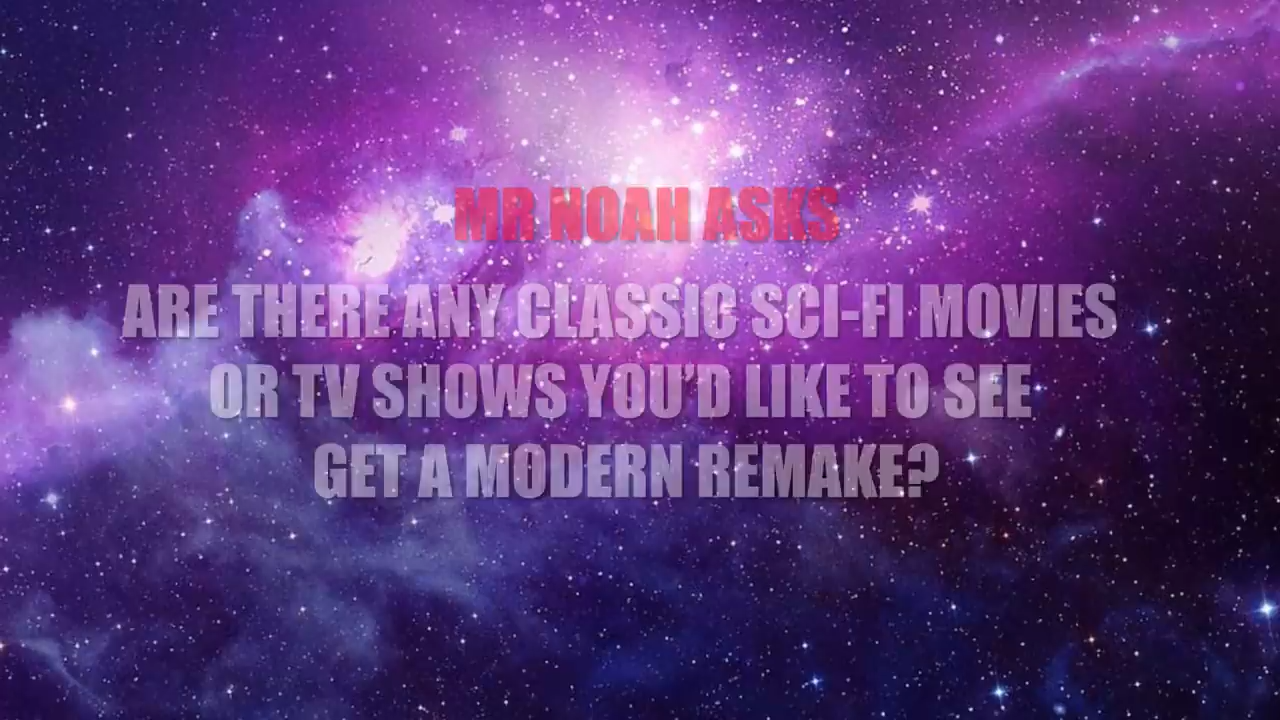 MR NOAH ASKS
ARE THERE ANY CLASSIC SCI-FI MOVIES
OR TV SHOWS YOU’D LIKE TO SEE
GET A MODERN REMAKE?